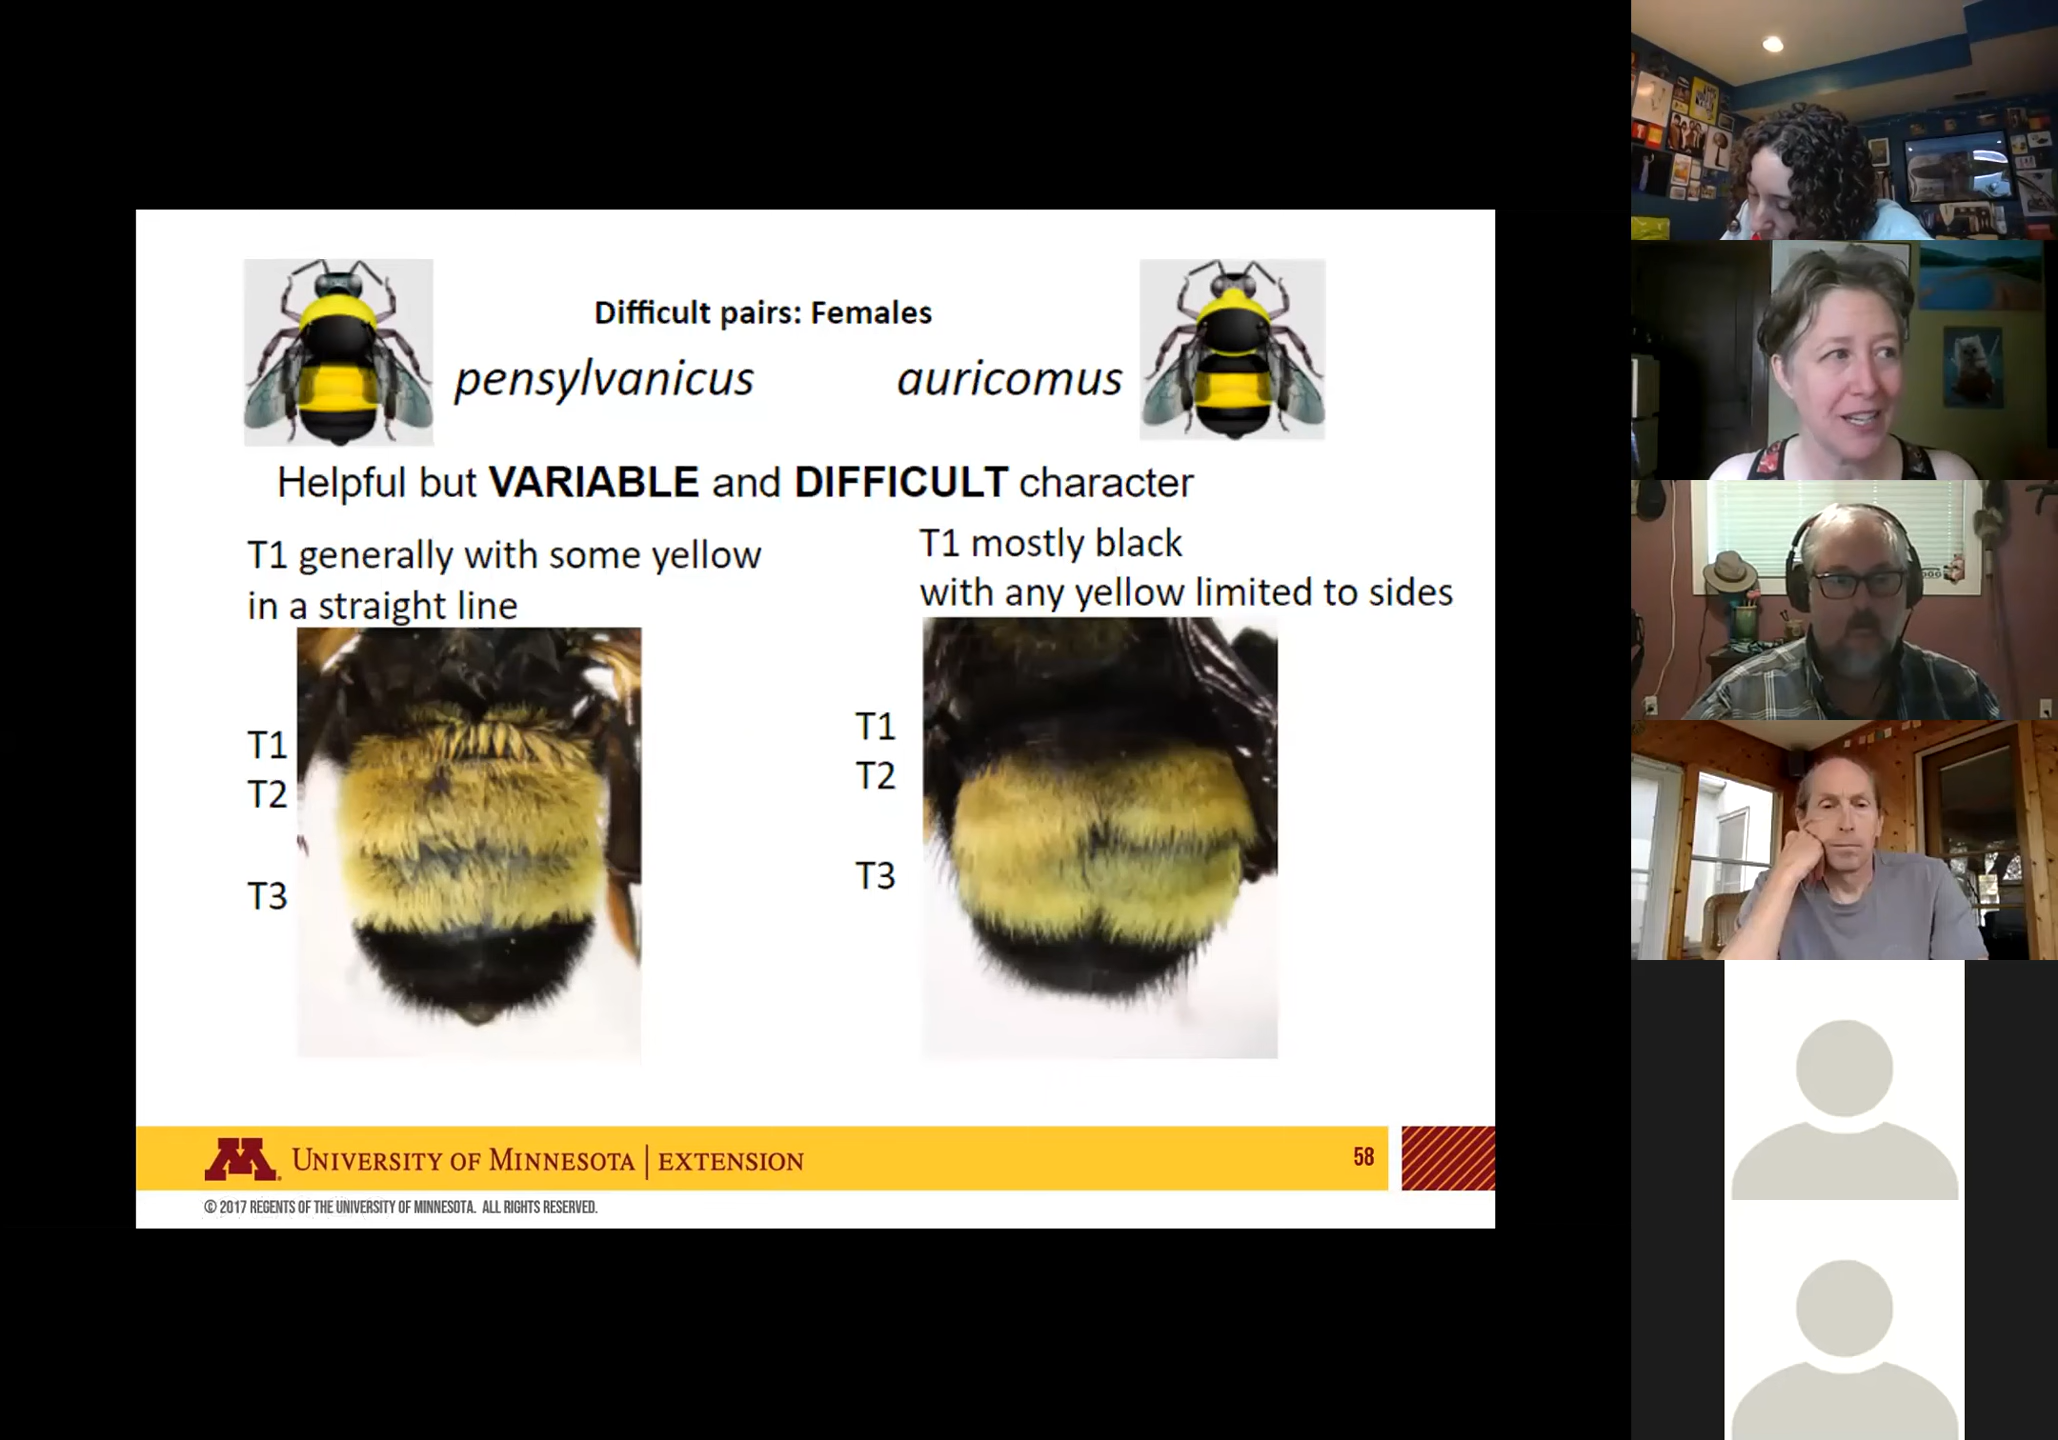 Difficult pairs: Females
pensylvanicus
auricomus
Helpful but VARIABLE and DIFFICULT character
T1 generally with some yellow
in a straight line
T1
T2
T3
T1 mostly black
with any yellow limited to sides
T1
T2
T3
UNIVERSITY OF MINNESOTA | EXTENSION
58
© 2017 REGENTS OF THE UNIVERSITY OF MINNESOTA. ALL RIGHTS RESERVED.